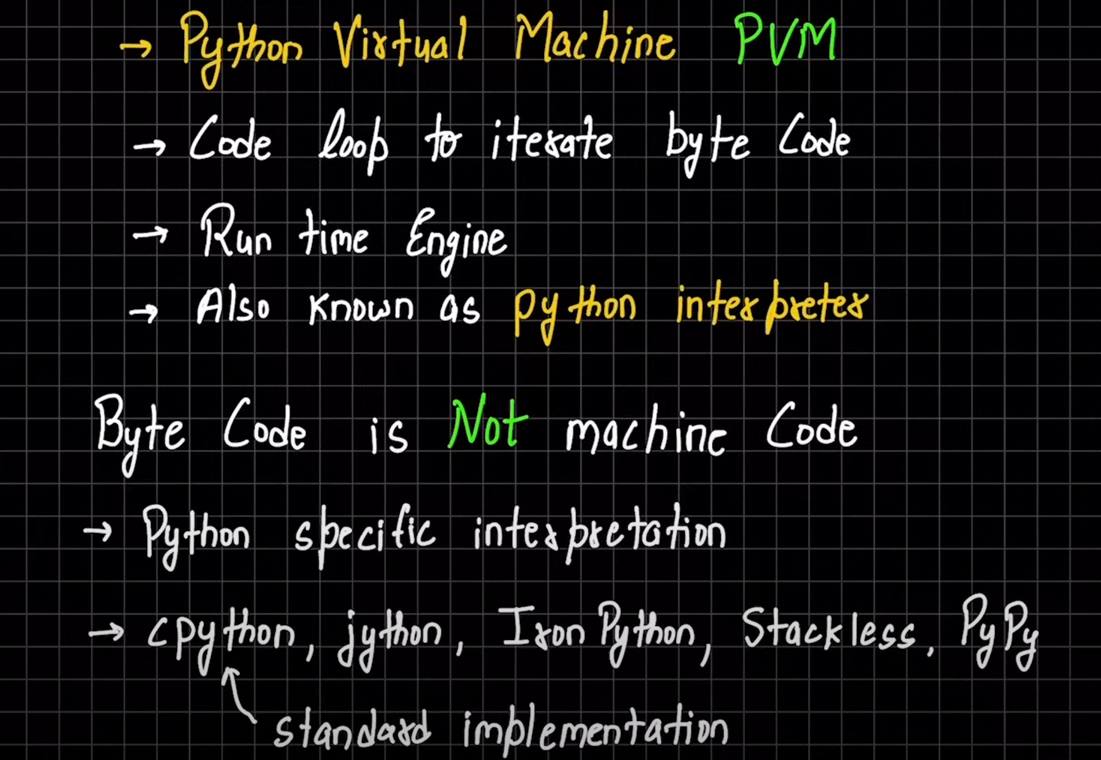 → Python Virtual Machine PVM
→ Code loop to iterate byte Code
→ Run time Engine
→ Also known as python interpreter
Byte Code is Not machine Code
→ Python specific interpretation
→ cpython, jython, Iron Python, Stackless, PyPy
standard implementation